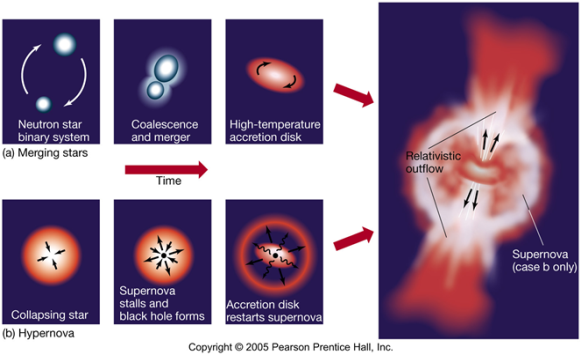 Neutron star
binary system
Coalescence
and merger
High-temperature
accretion disk
(a) Merging stars
Time
Collapsing star
Supernova
stalls and
black hole forms
Accretion disk
restarts supernova
(b) Hypernova
Relativistic
outflow
Supernova
(case b only)
Copyright © 2005 Pearson Prentice Hall, Inc.